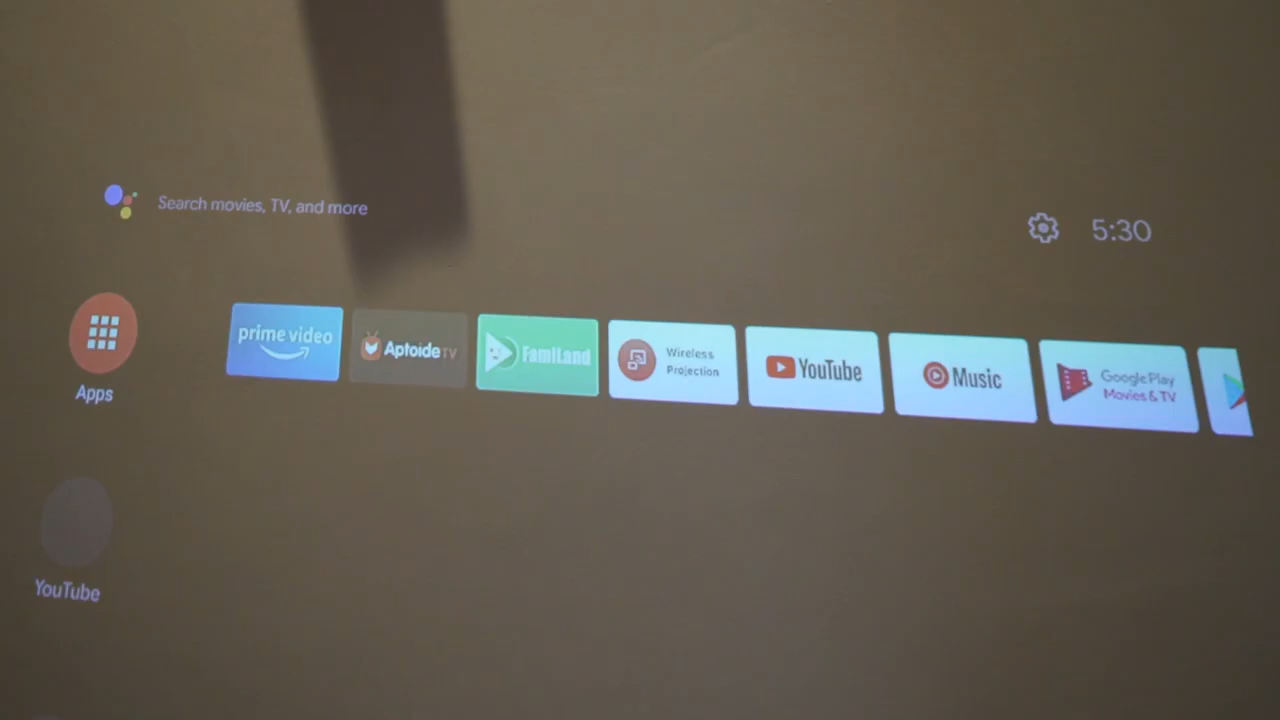 Search movies, TV, and more
5:30
Apps
prime video
Aptoide TV
FamiLand
Wireless
Projection
YouTube
Music
Google Play
Movies & TV
YouTube